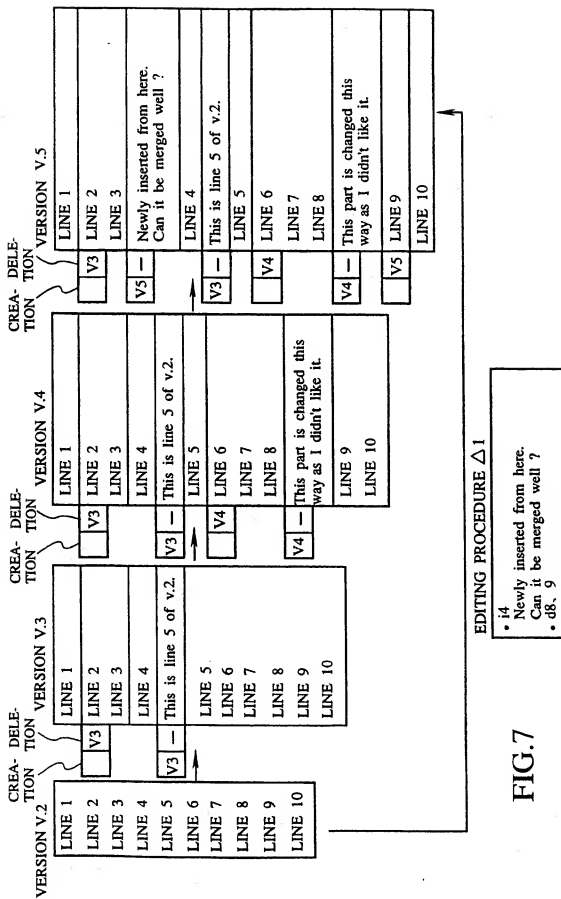 VERSION V.2
LINE 1
LINE 2
LINE 3
LINE 4
LINE 5
LINE 6
LINE 7
LINE 8
LINE 9
LINE 10
CREA-
TION
DELE-
TION
VERSION V.3
LINE 1
V3
LINE 2
LINE 3
LINE 4
V3 — This is line 5 of v.2.
LINE 5
LINE 6
LINE 7
LINE 8
LINE 9
LINE 10
CREA-
TION
DELE-
TION
VERSION V.4
LINE 1
V3
LINE 2
LINE 3
LINE 4
V3 — This is line 5 of v.2.
LINE 5
V4
LINE 6
LINE 7
LINE 8
V4 — This part is changed this
way as I didn't like it.
LINE 9
LINE 10
CREA-
TION
DELE-
TION
VERSION V.5
LINE 1
V3
LINE 2
LINE 3
V5 — Newly inserted from here.
Can it be merged well ?
LINE 4
V3 — This is line 5 of v.2.
LINE 5
V4
LINE 6
LINE 7
LINE 8
V4 — This part is changed this
way as I didn't like it.
V5
LINE 9
LINE 10
EDITING PROCEDURE △1
• i4
Newly inserted from here.
Can it be merged well ?
• d8、9
FIG.7